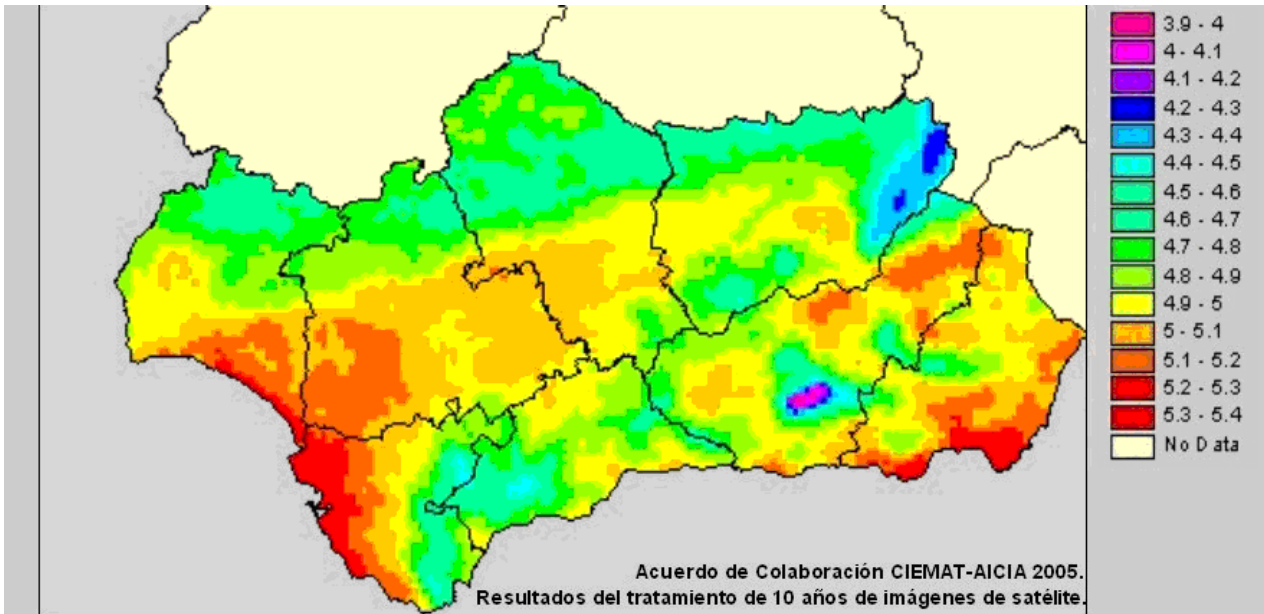 3.9 - 4
4 - 4.1
4.1 - 4.2
4.2 - 4.3
4.3 - 4.4
4.4 - 4.5
4.5 - 4.6
4.6 - 4.7
4.7 - 4.8
4.8 - 4.9
4.9 - 5
5 - 5.1
5.1 - 5.2
5.2 - 5.3
5.3 - 5.4
No Data
Acuerdo de Colaboración CIEMAT-AICIA 2005.
Resultados del tratamiento de 10 años de imágenes de satélite.